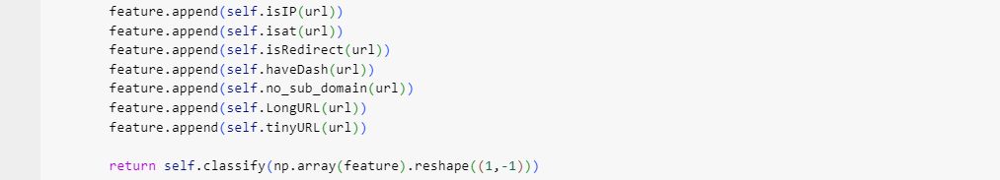 feature.append(self.isIP(url))
feature.append(self.isat(url))
feature.append(self.isRedirect(url))
feature.append(self.haveDash(url))
feature.append(self.no_sub_domain(url))
feature.append(self.LongURL(url))
feature.append(self.tinyURL(url))
return self.classify(np.array(feature).reshape((1,-1)))